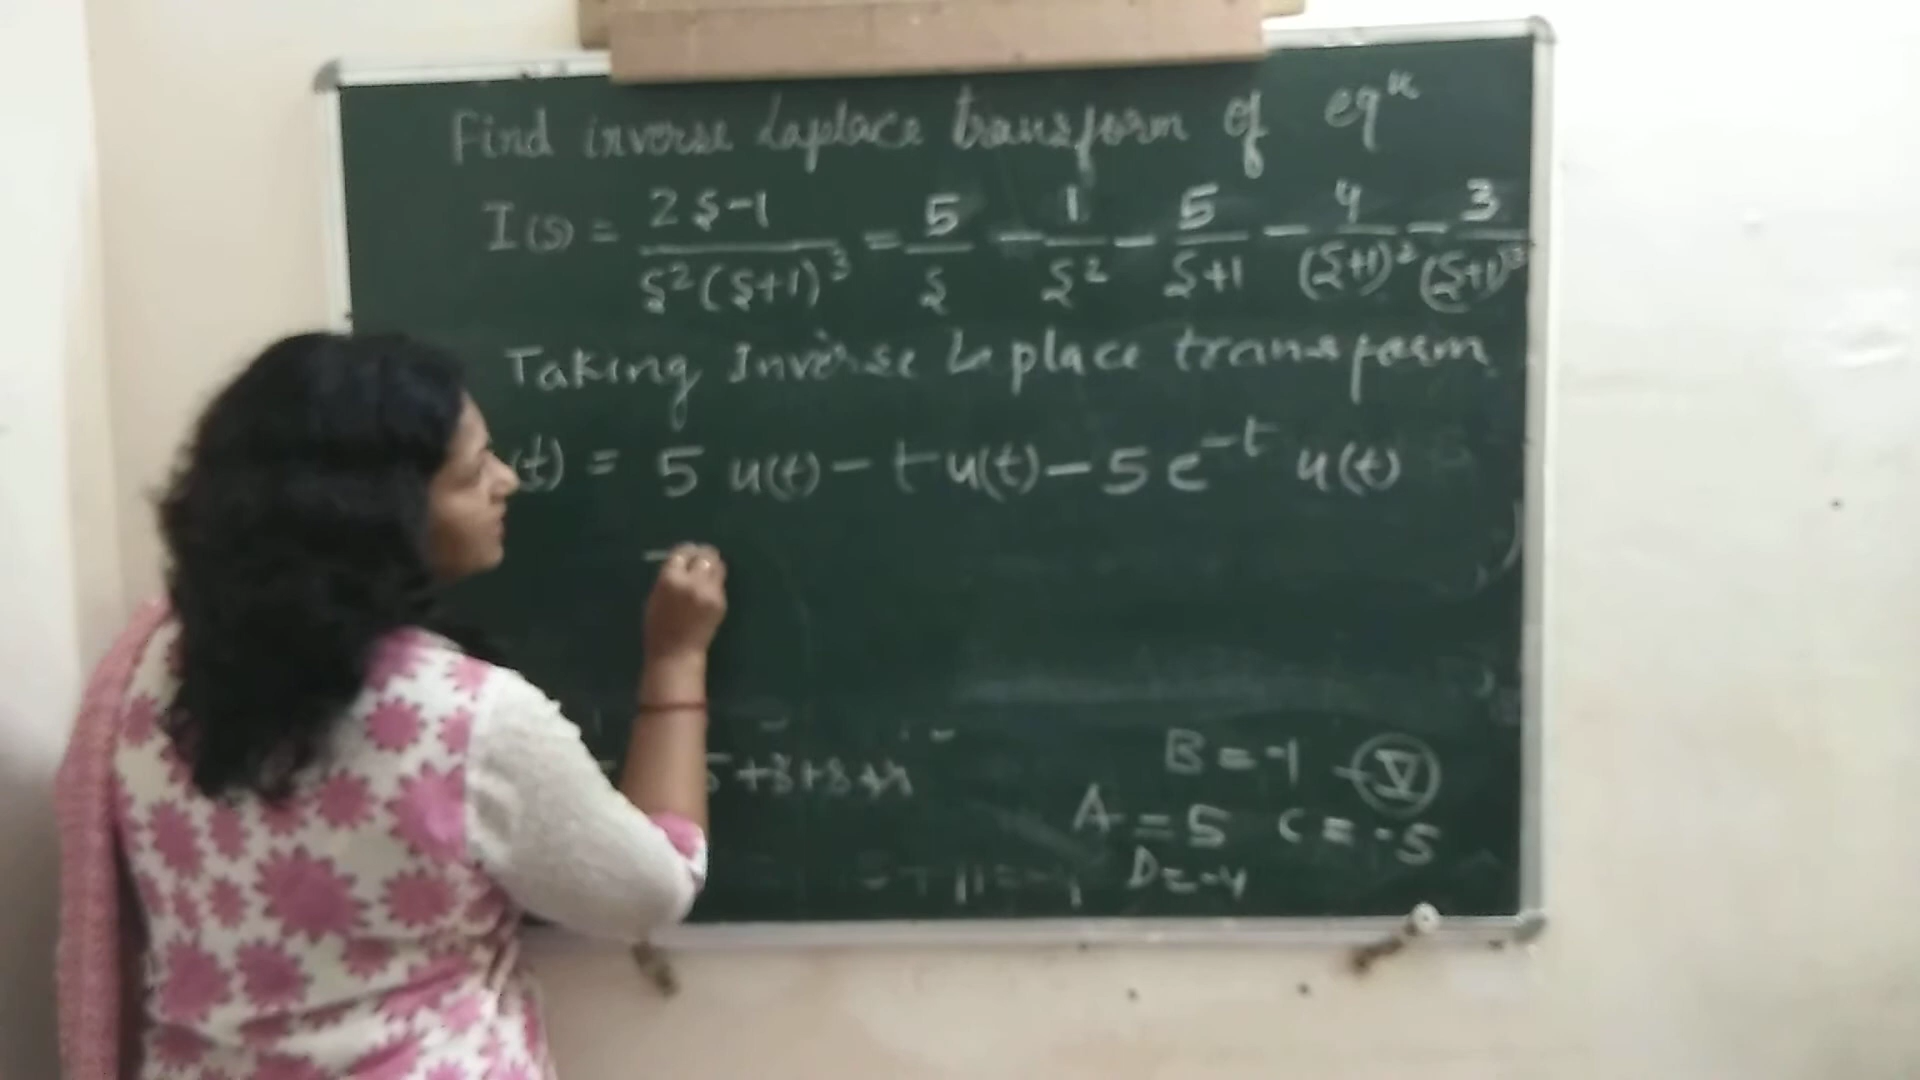 Find inverse Laplace transform of eqn
I(s) = 2s-1 / s²(s+1)³ = 5/s - 1/s² - 5/s+1 - 4/(s+1)² - 3/(s+1)³
Taking Inverse Laplace transform
(t) = 5 u(t) - t u(t) - 5 e^-t u(t)
-
B = -1 - V
A = 5 C = -5
D = -4